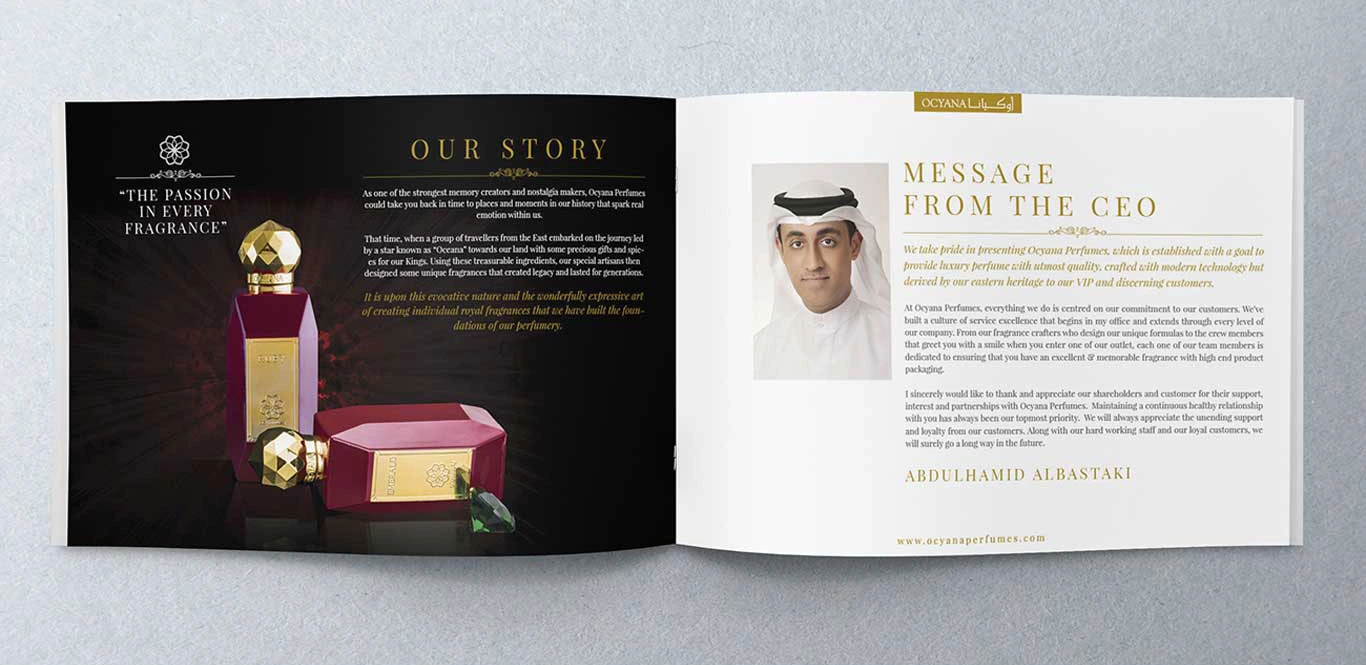 “THE PASSION
IN EVERY
FRAGRANCE”
OUR STORY
As one of the strongest memory creators and nostalgia makers, Ocyana Perfumes
could take you back in time to places and moments in our history that spark real
emotion within us.
That time, when a group of travellers from the East embarked on the journey led
by a star known as “Oceana” towards our land with some precious gifts and spic-
es for our Kings. Using these treasurable ingredients, our special artisans then
designed some unique fragrances that created legacy and lasted for generations.
It is upon this evocative nature and the wonderfully expressive art
of creating individual royal fragrances that we have built the foun-
dations of our perfumery.
RUBY
EMERALD
OCYANA أوكيانا
MESSAGE
FROM THE CEO
We take pride in presenting Ocyana Perfumes, which is established with a goal to
provide luxury perfume with utmost quality, crafted with modern technology but
derived by our eastern heritage to our VIP and discerning customers.
At Ocyana Perfumes, everything we do is centred on our commitment to our customers. We've
built a culture of service excellence that begins in my office and extends through every level of
our company. From our fragrance crafters who design our unique formulas to the crew members
that greet you with a smile when you enter one of our outlet, each one of our team members is
dedicated to ensuring that you have an excellent & memorable fragrance with high end product
packaging.
I sincerely would like to thank and appreciate our shareholders and customer for their support,
interest and partnerships with Ocyana Perfumes. Maintaining a continuous healthy relationship
with you has always been our topmost priority. We will always appreciate the unending support
and loyalty from our customers. Along with our hard working staff and our loyal customers, we
will surely go a long way in the future.
ABDULHAMID ALBASTAKI
www.ocyanaperfumes.com